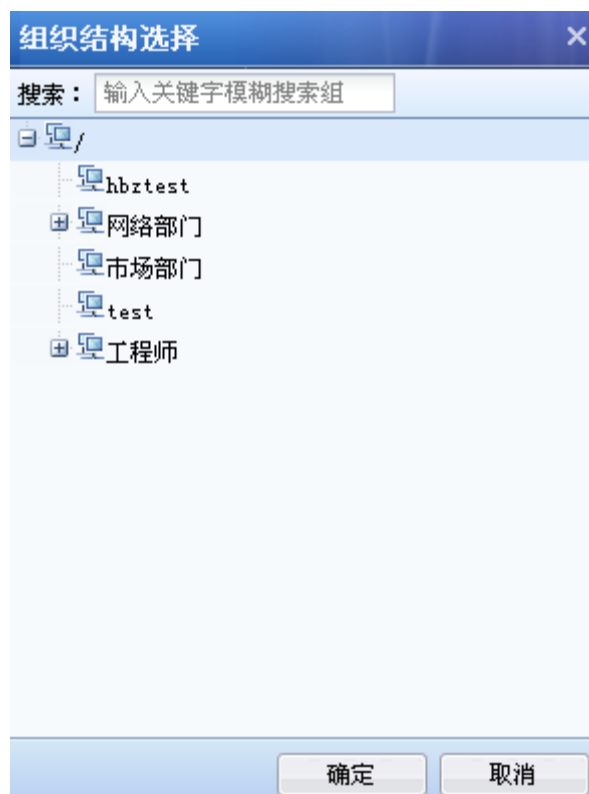 组织结构选择
搜索： 输入关键字模糊搜索组
/
hbztest
网络部门
市场部门
test
工程师
确定 取消